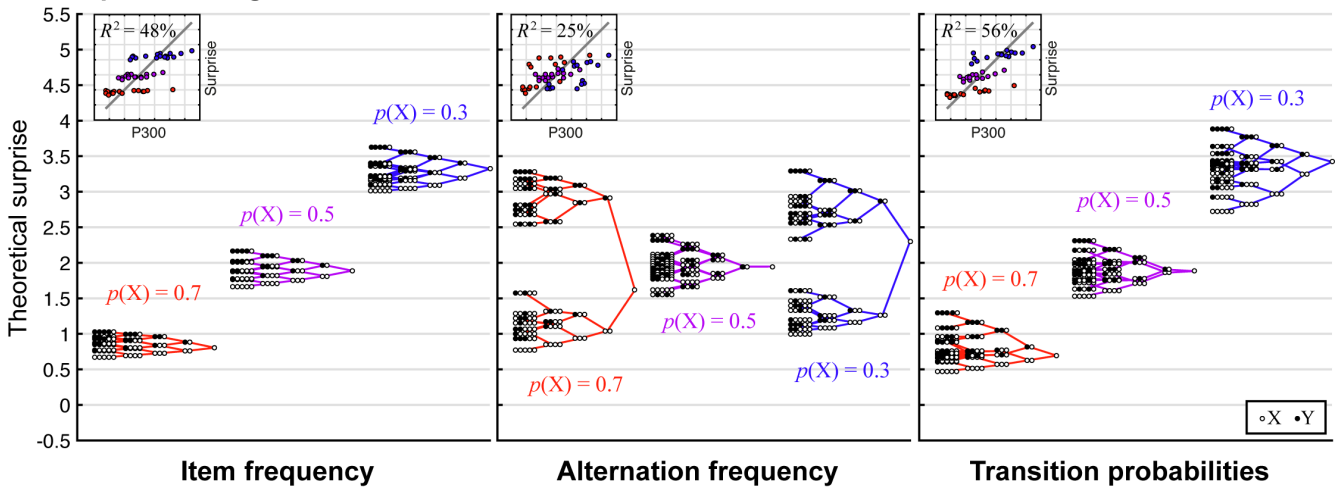 Theoretical surprise
5.5
5
4.5
4
3.5
3
2.5
2
1.5
1
0.5
0
-0.5
R² = 48%
Surprise
P300
p(X) = 0.7
p(X) = 0.5
p(X) = 0.3
Item frequency
R² = 25%
Surprise
P300
p(X) = 0.7
p(X) = 0.5
p(X) = 0.3
Alternation frequency
R² = 56%
Surprise
P300
p(X) = 0.7
p(X) = 0.5
p(X) = 0.3
X Y
Transition probabilities